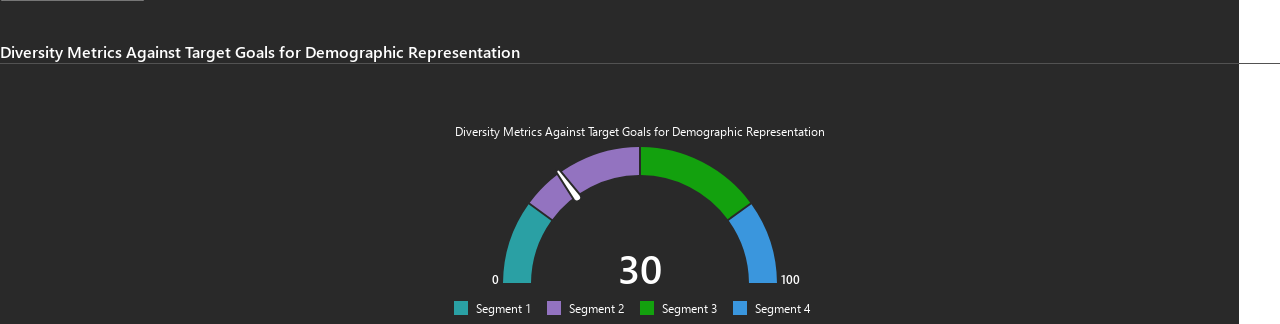 Diversity Metrics Against Target Goals for Demographic Representation
Diversity Metrics Against Target Goals for Demographic Representation
30
0
100
Segment 1
Segment 2
Segment 3
Segment 4